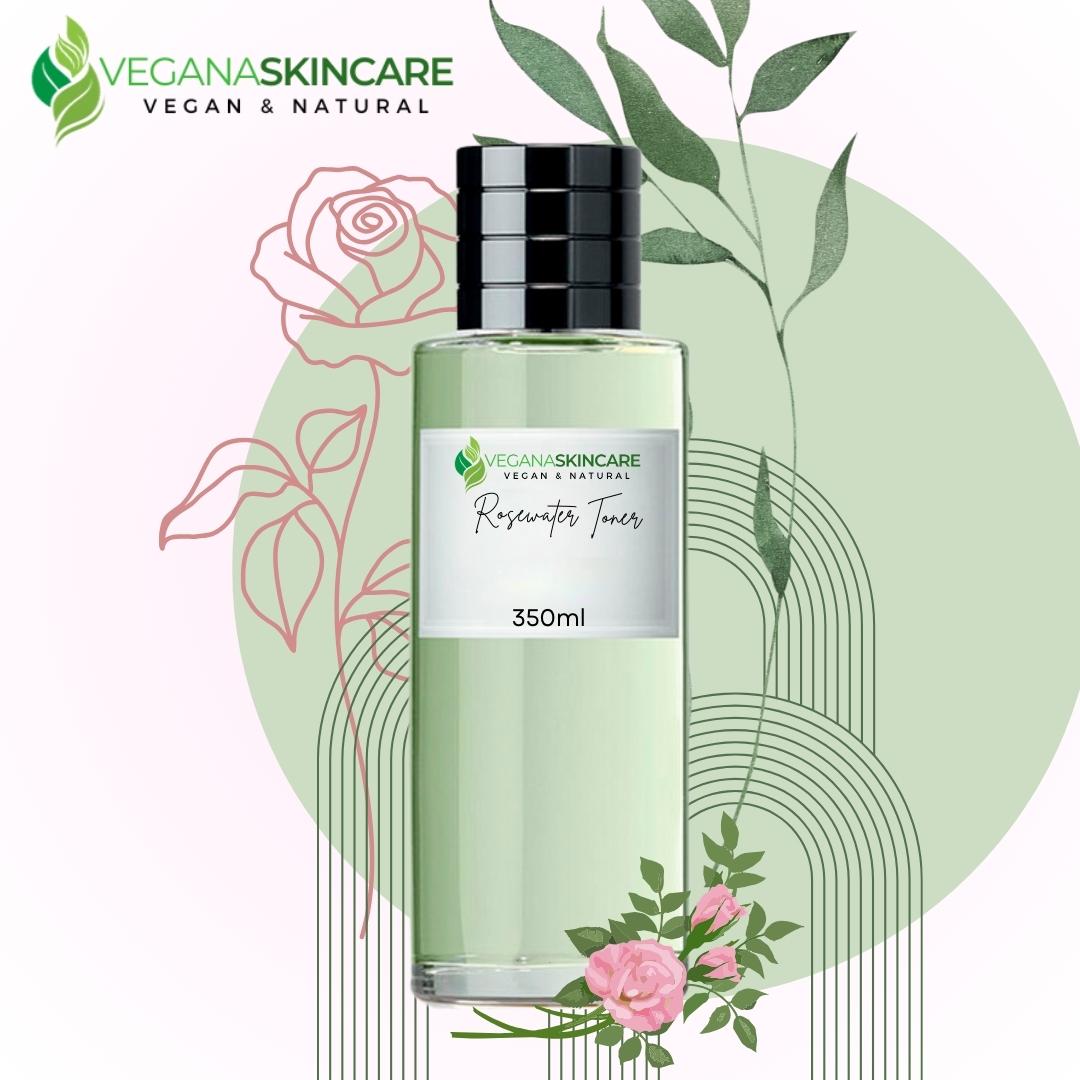 VEGANASKINCARE
VEGAN & NATURAL
VEGANASKINCARE
VEGAN & NATURAL
Rosewater Toner
350ml